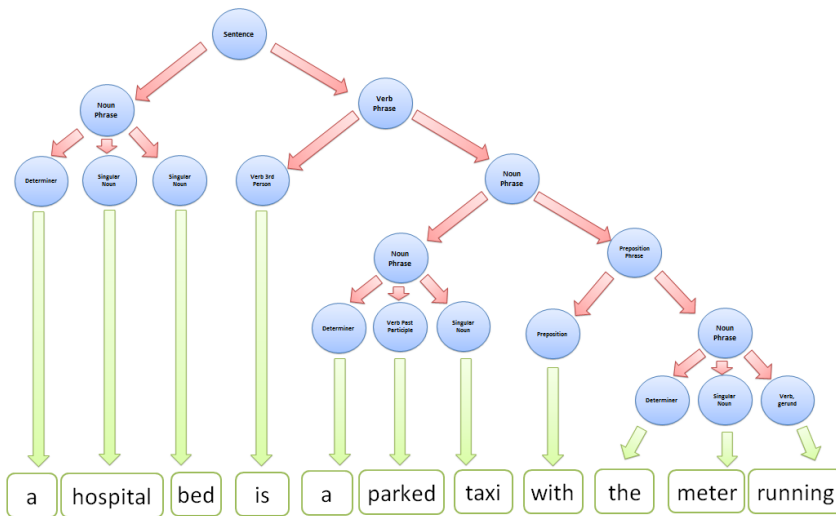 Sentence
Noun
Phrase
Verb
Phrase
Determiner
Singular
Noun
Singular
Noun
Verb 3rd
Person
Noun
Phrase
Noun
Phrase
Preposition
Phrase
Determiner
Verb Past
Participle
Singular
Noun
Preposition
Noun
Phrase
Determiner
Singular
Noun
Verb,
gerund
a hospital bed is a parked taxi with the meter running